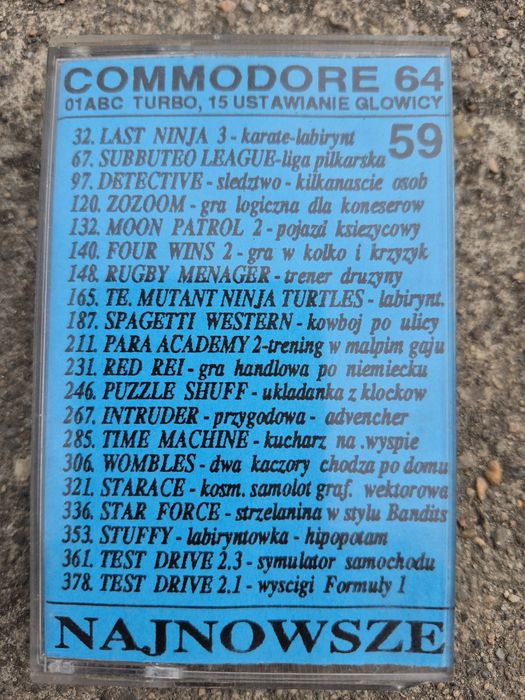 COMMODORE 64
01ABC TURBO, 15 USTAWIANIE GLOWICY
59
32. LAST NINJA 3 - karate-labirynt
67. SUBBUTEO LEAGUE-liga pilkarska
97. DETECTIVE - sledztwo - kilkanascie osob
120. ZOZOOM - gra logiczna dla koneserow
132. MOON PATROL 2 - pojazd ksiezycowy
140. FOUR WINS 2 - gra w kolko i krzyzyk
148. RUGBY MENAGER - trener druzyny
165. TE. MUTANT NINJA TURTLES - labirynt.
187. SPAGETTI WESTERN - kowboj po ulicy
211. PARA ACADEMY 2-trening w malpim gaju
231. RED REI - gra handlowa po niemiecku
246. PUZZLE SHUFF - ukladanka z klockow
267. INTRUDER - przygodowa - advencher
285. TIME MACHINE - kucharz na .wyspie
306. WOMBLES - dwa kaczory chodza po domu
321. STARACE - kosm. samolot graf. wektorowa
336. STAR FORCE - strzelanina w stylu Bandits
353. STUFFY - labiryntowka - hipopotam
361. TEST DRIVE 2.3 - symulator samochodu
378. TEST DRIVE 2.1 - wyscigi Formuly 1
NAJNOWSZE